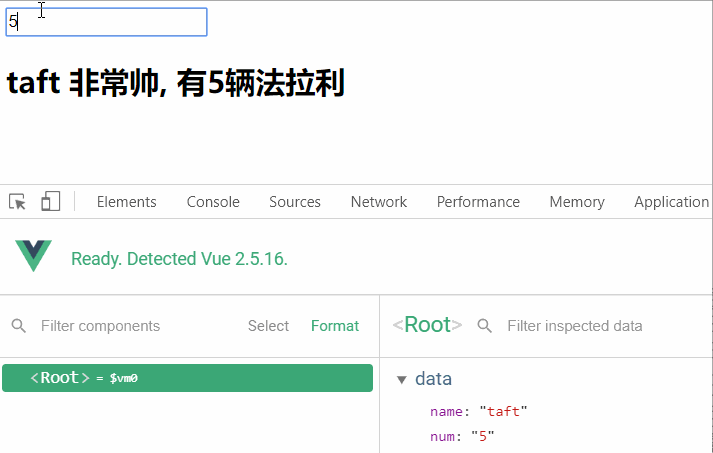 5
taft 非常帅, 有5辆法拉利
Elements Console Sources Network Performance Memory Application
Ready. Detected Vue 2.5.16.
Filter components Select Format <Root> Filter inspected data
<Root> = $vm0
data
name: "taft"
num: "5"